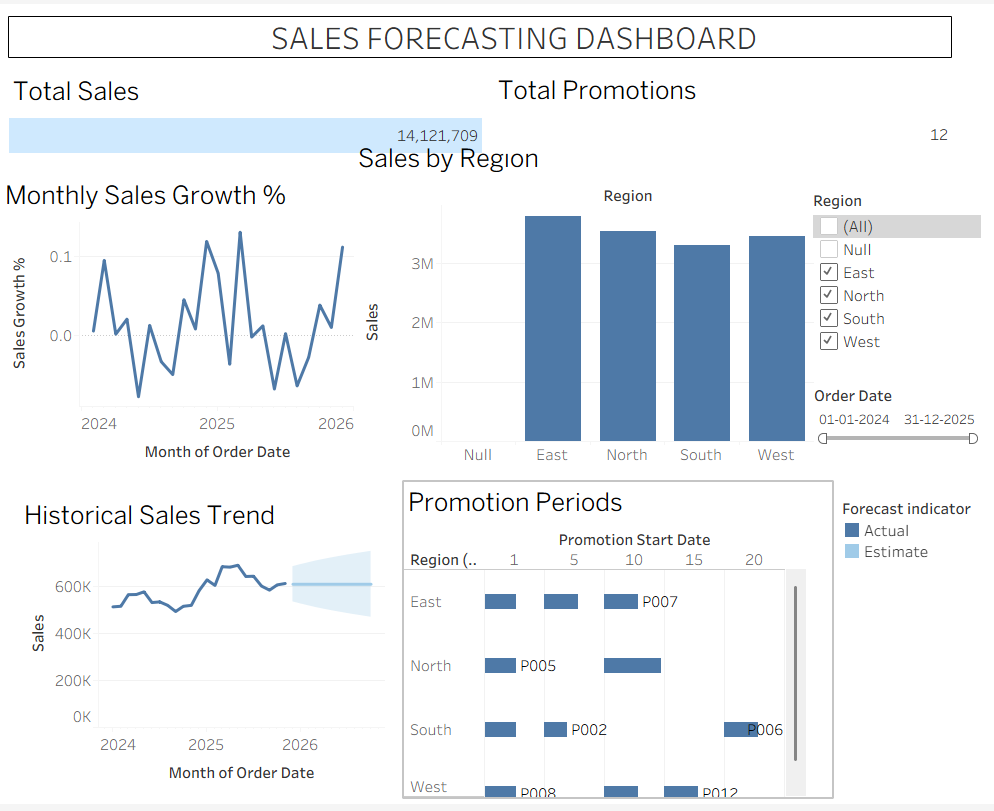 SALES FORECASTING DASHBOARD
Total Sales
Total Promotions
14,121,709
12
Sales by Region
Monthly Sales Growth %
Sales Growth %
0.1
0.0
2024 2025 2026
Month of Order Date
Region
Sales
3M
2M
1M
0M
Null East North South West
Region
(All)
Null
East
North
South
West
Order Date
01-01-2024 31-12-2025
Historical Sales Trend
Sales
600K
400K
200K
0K
2024 2025 2026
Month of Order Date
Promotion Periods
Promotion Start Date
Region (.. 1 5 10 15 20
East P007
North P005
South P002 P006
West P008 P012
Forecast indicator
Actual
Estimate